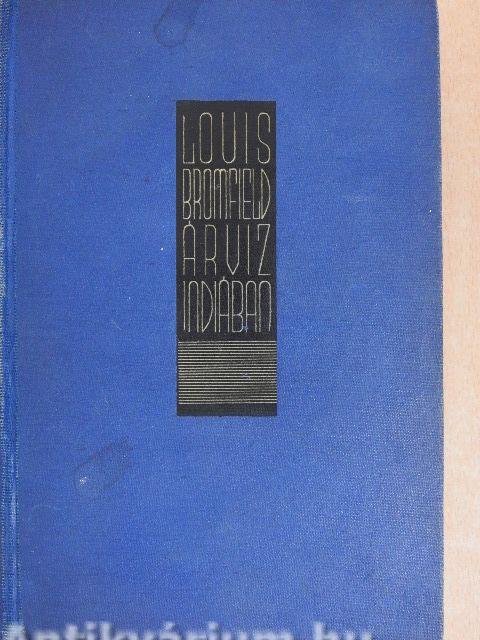 LOUIS
BROMFIELD
ÁRVIZ
INDIÁBAN
Antikvárium.hu